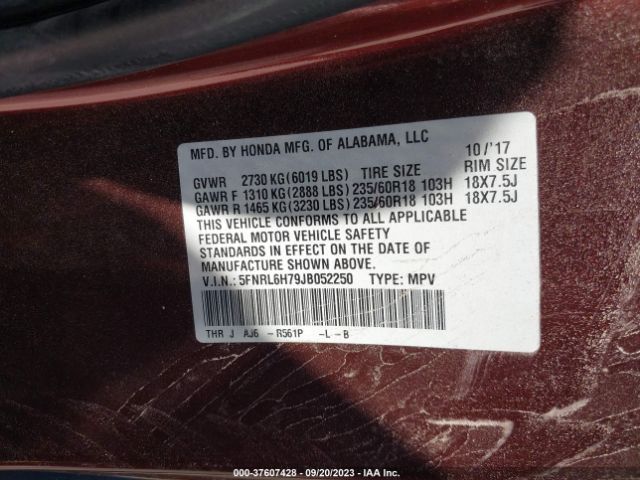 MFD. BY HONDA MFG. OF ALABAMA, LLC 10/'17
GVWR 2730 KG(6019 LBS) TIRE SIZE RIM SIZE
GAWR F 1310 KG(2888 LBS) 235/60R18 103H 18X7.5J
GAWR R 1465 KG(3230 LBS) 235/60R18 103H 18X7.5J
THIS VEHICLE CONFORMS TO ALL APPLICABLE
FEDERAL MOTOR VEHICLE SAFETY
STANDARDS IN EFFECT ON THE DATE OF
MANUFACTURE SHOWN ABOVE.
V.I.N.: 5FNRL6H79JB052250 TYPE: MPV
THR J AJ6 -R561P -L -B
000-37607428 - 09/20/2023 - IAA Inc.